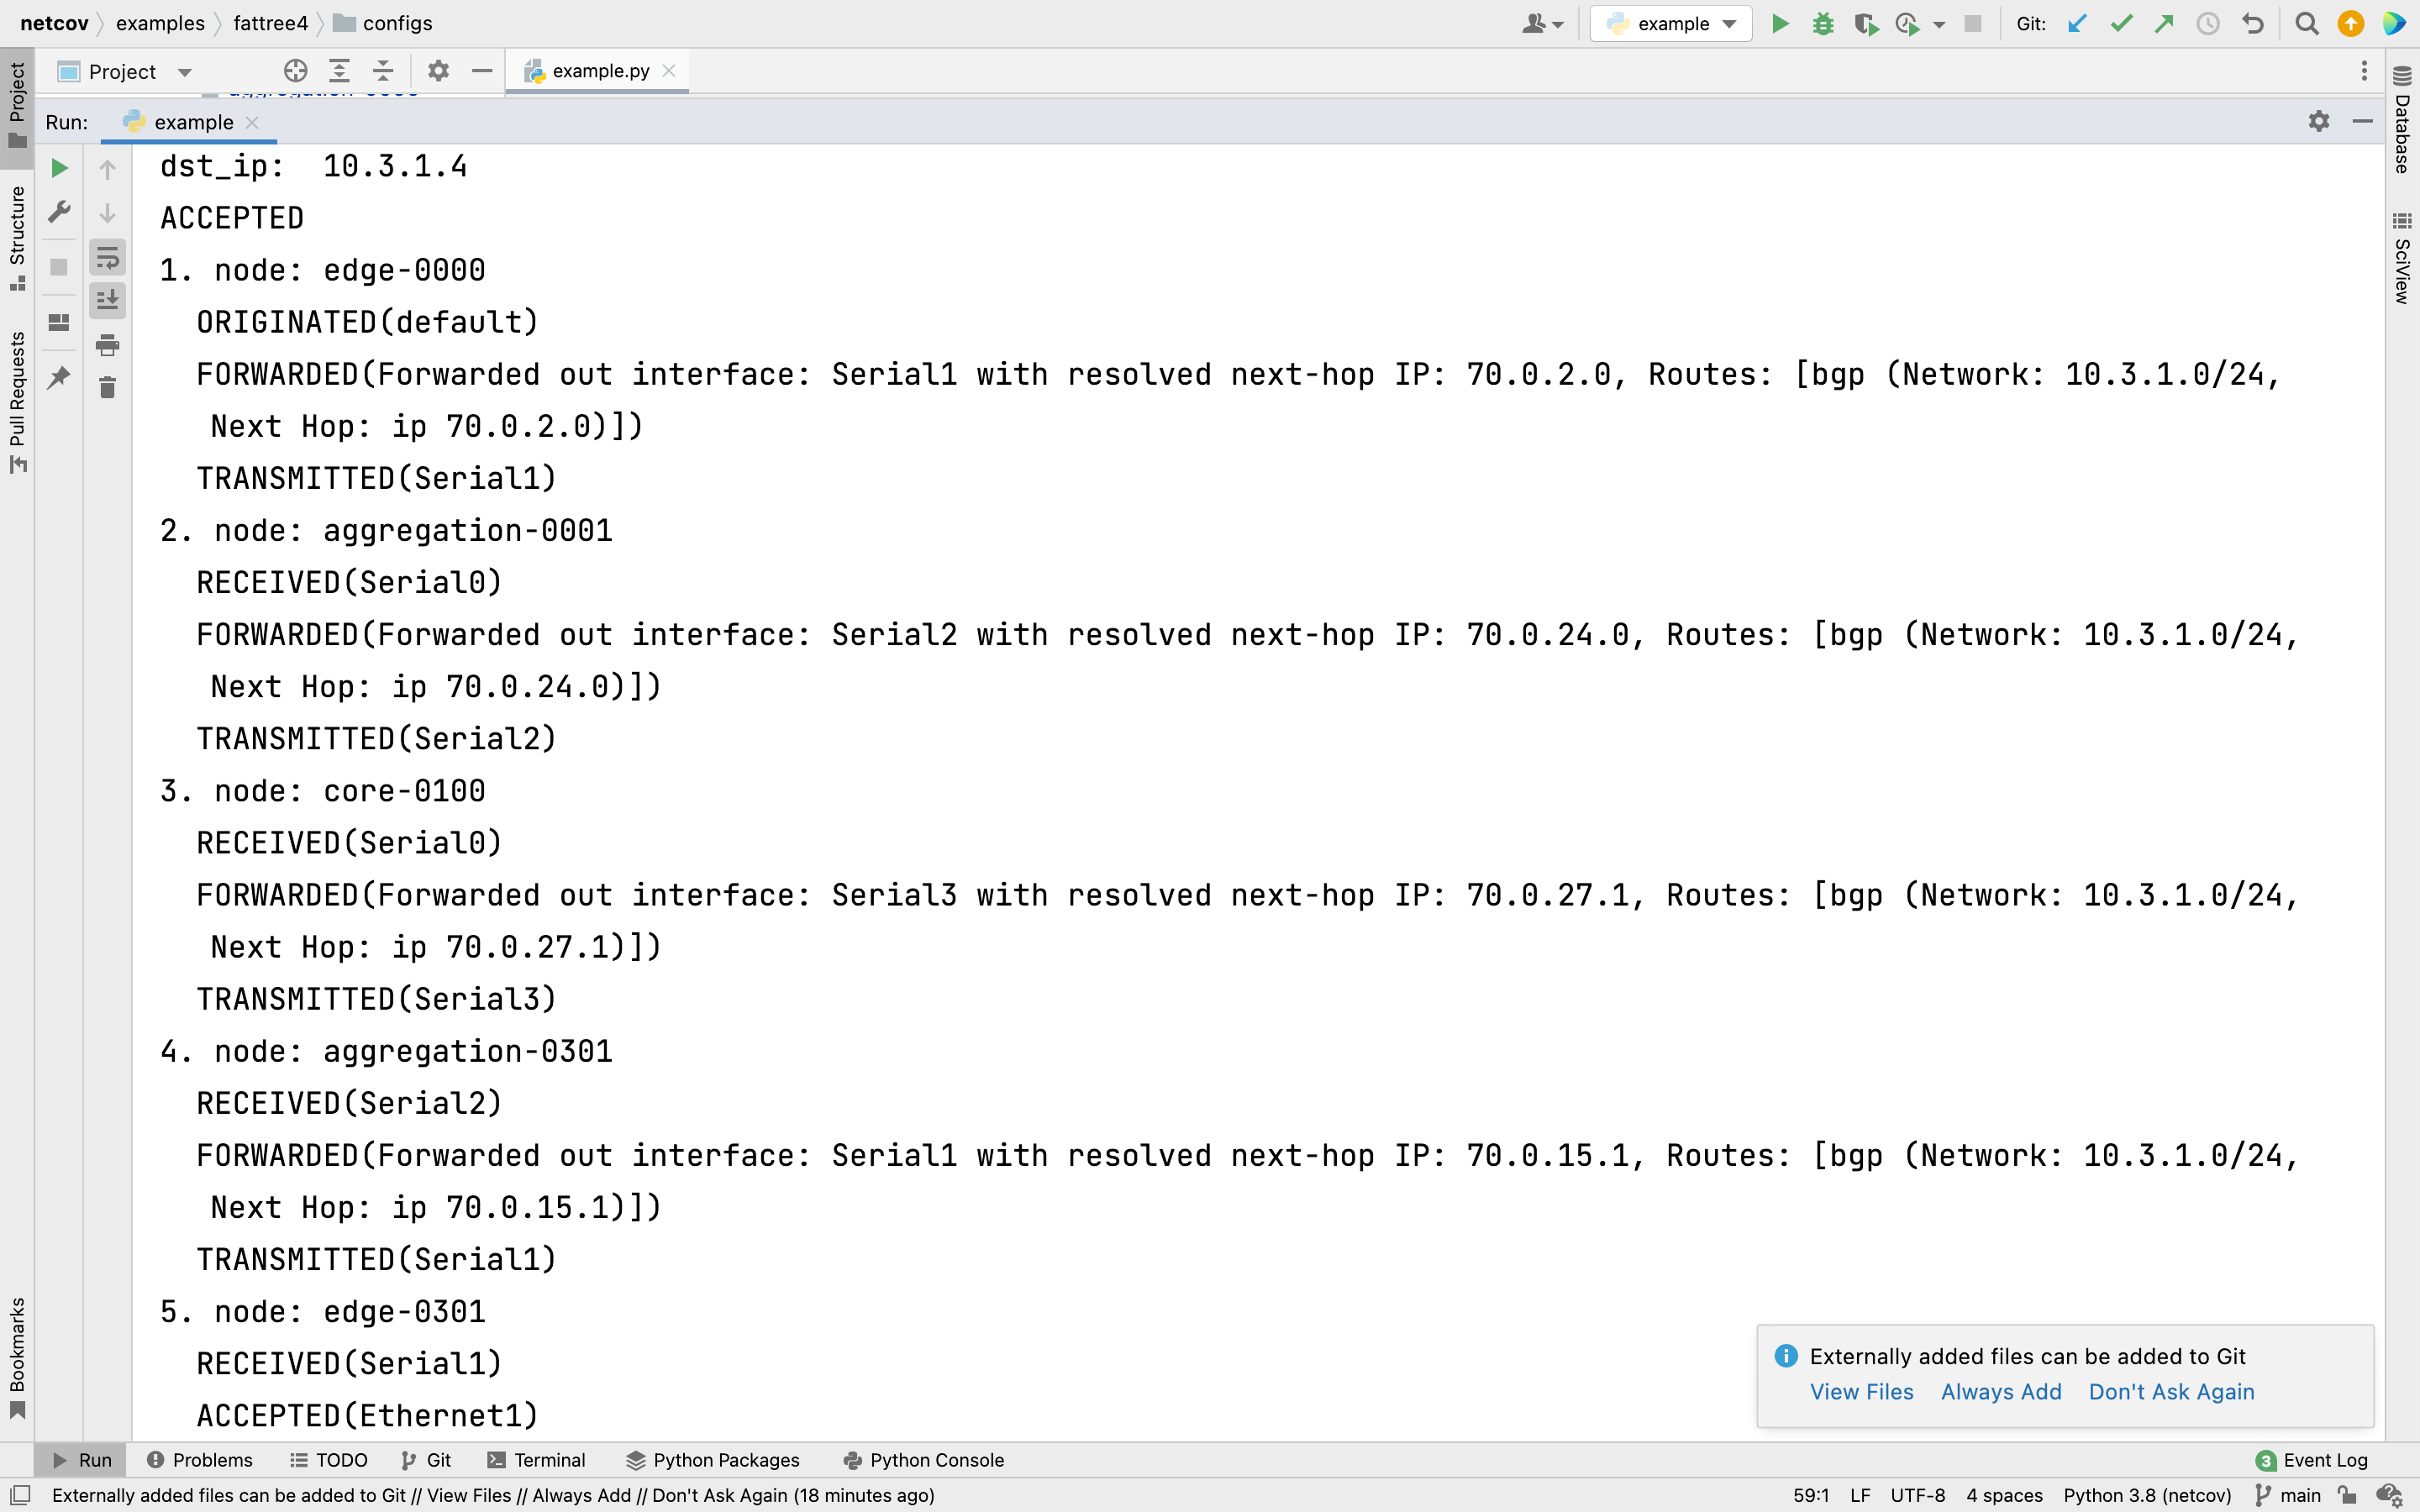 netcov examples fattree4 configs
example
Git:
Project
example.py
Run: example
dst_ip:  10.3.1.4
ACCEPTED
1. node: edge-0000
ORIGINATED(default)
FORWARDED(Forwarded out interface: Serial1 with resolved next-hop IP: 70.0.2.0, Routes: [bgp (Network: 10.3.1.0/24,
Next Hop: ip 70.0.2.0)])
TRANSMITTED(Serial1)
2. node: aggregation-0001
RECEIVED(Serial0)
FORWARDED(Forwarded out interface: Serial2 with resolved next-hop IP: 70.0.24.0, Routes: [bgp (Network: 10.3.1.0/24,
Next Hop: ip 70.0.24.0)])
TRANSMITTED(Serial2)
3. node: core-0100
RECEIVED(Serial0)
FORWARDED(Forwarded out interface: Serial3 with resolved next-hop IP: 70.0.27.1, Routes: [bgp (Network: 10.3.1.0/24,
Next Hop: ip 70.0.27.1)])
TRANSMITTED(Serial3)
4. node: aggregation-0301
RECEIVED(Serial2)
FORWARDED(Forwarded out interface: Serial1 with resolved next-hop IP: 70.0.15.1, Routes: [bgp (Network: 10.3.1.0/24,
Next Hop: ip 70.0.15.1)])
TRANSMITTED(Serial1)
5. node: edge-0301
RECEIVED(Serial1)
ACCEPTED(Ethernet1)
Project
Structure
Pull Requests
Bookmarks
Database
SciView
Externally added files can be added to Git
View Files Always Add Don't Ask Again
Run Problems TODO Git Terminal Python Packages Python Console 3 Event Log
Externally added files can be added to Git // View Files // Always Add // Don't Ask Again (18 minutes ago) 59:1 LF UTF-8 4 spaces Python 3.8 (netcov) main